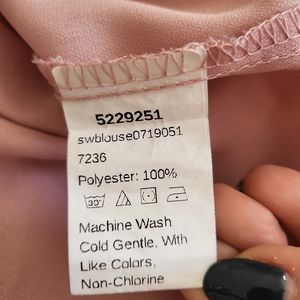 5229251
swblouse0719051
7236
Polyester: 100%
30°
Machine Wash
Cold Gentle, With
Like Colors,
Non-Chlorine